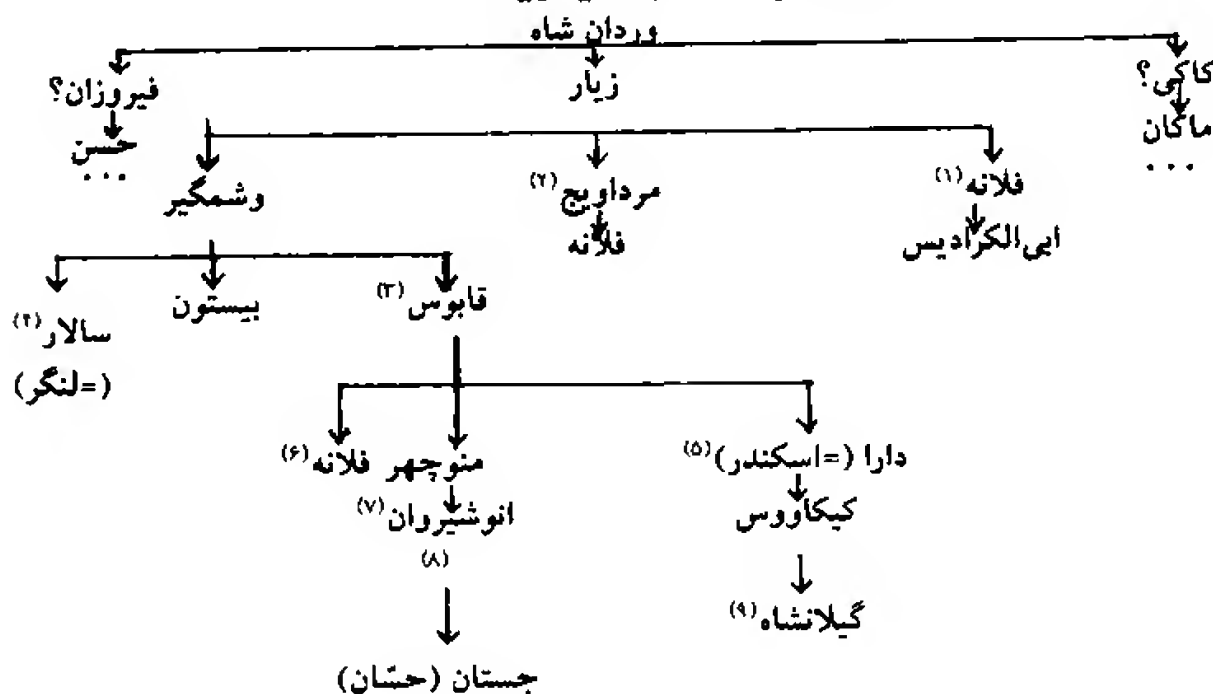 وردان شاه
کاکی؟ زیار فیروزان؟
ماکان حسن
... ...
فلانه (۱) مرداویج (۲) وشمگیر
ابی‌الکرادیس فلانه
قابوس (۳) بیستون سالار (۴)
(=لنگر)
دارا (=اسکندر) (۵) منوچهر فلانه (۶)
کیکاووس انوشیروان (۷)
(۸)
گیلانشاه (۹)
جستان (حسّان)